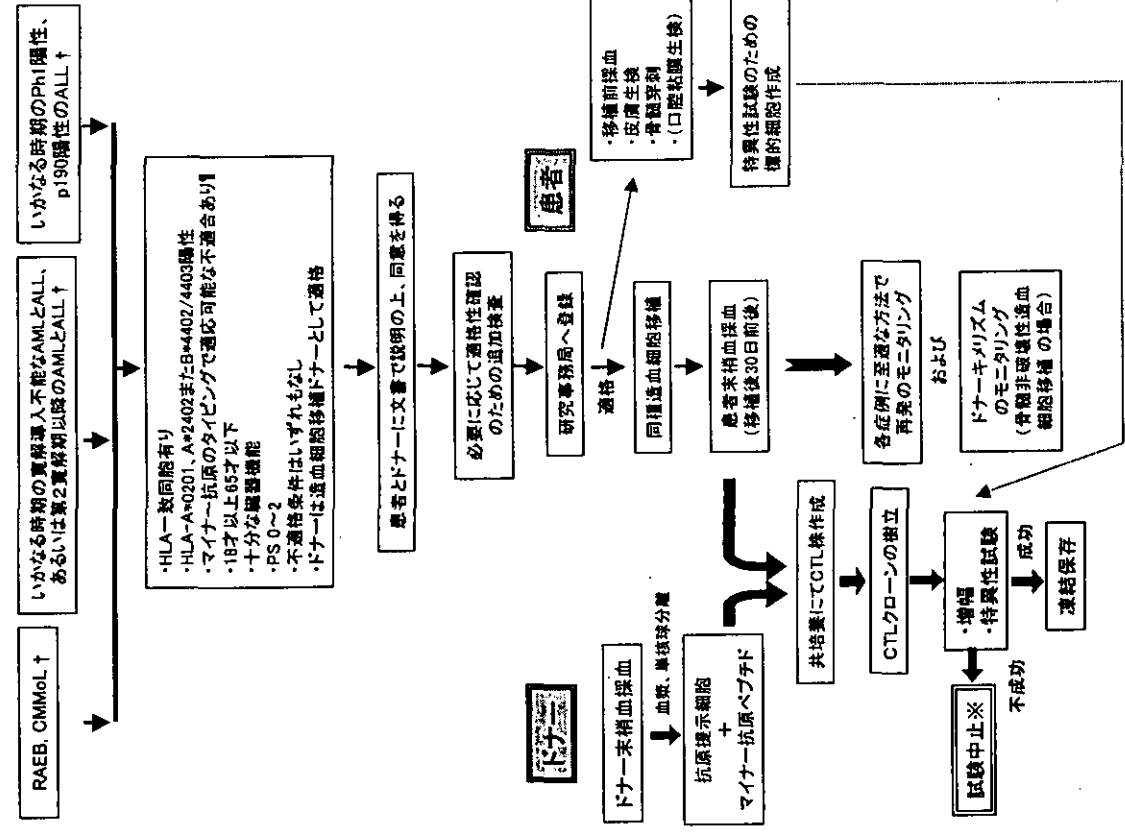 RAEB, CMMoL †
いかなる時期の寛解導入不能なAMLとALL、
あるいは第2寛解期以降のAMLとALL †
いかなる時期のPh1陽性、
p190陽性のALL †
・HLA一致同胞有り
・HLA-A*0201、A*2402またB*4402/4403陽性
・マイナー抗原のタイピングで適応可能な不適合あり¶
・18才以上65才以下
・十分な臓器機能
・PS 0～2
・不適格条件はいずれもなし
・ドナーは造血細胞移植ドナーとして適格
患者とドナーに文書で説明の上、同意を得る
必要に応じて適格性確認
のための追加検査
研究事務局へ登録
適格
同種造血細胞移植
患者末梢血採血
(移植後30日前後)
各症例に至適な方法で
再発のモニタリング
および
ドナーキメリズム
のモニタリング
(骨髄非破壊性造血
細胞移植 の場合)
患者
・移植前採血
・皮膚生検
・骨髄穿刺
・(口腔粘膜生検)
特異性試験のための
標的細胞作成
ドナー
ドナー末梢血採血
血漿、単核球分離
抗原提示細胞
+
マイナー抗原ペプチド
共培養にてCTL株作成
CTLクローンの樹立
・増幅
・特異性試験
成功
凍結保存
不成功
試験中止※